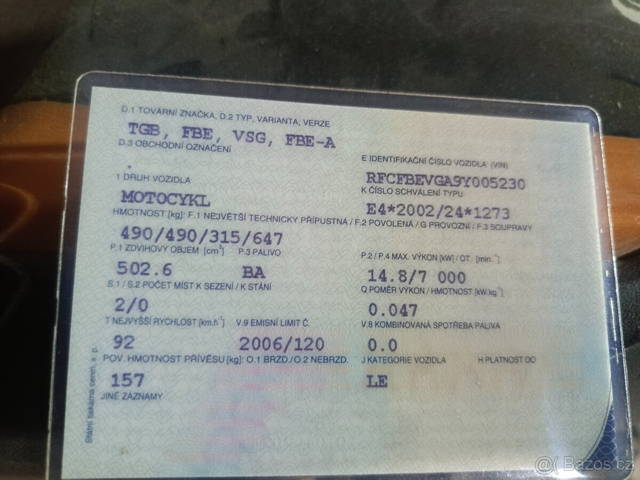 D.1 TOVÁRNÍ ZNAČKA, D.2 TYP, VARIANTA, VERZE
TGB, FBE, VSG, FBE-A
D.3 OBCHODNÍ OZNAČENÍ
E IDENTIFIKAČNÍ ČÍSLO VOZIDLA (VIN)
RFCFBEVGA9Y005230
1 DRUH VOZIDLA
K ČÍSLO SCHVÁLENÍ TYPU
MOTOCYKL
E4*2002/24*1273
HMOTNOST [kg]: F.1 NEJVĚTŠÍ TECHNICKY PŘÍPUSTNÁ / F.2 POVOLENÁ / G PROVOZNÍ / F.3 SOUPRAVY
490/490/315/647
P.1 ZDVIHOVÝ OBJEM [cm³] P.3 PALIVO
P.2 / P.4 MAX. VÝKON [kW] / OT. [min⁻¹]
502.6 BA
14.8/7 000
S.1 / S.2 POČET MÍST K SEZENÍ / K STÁNÍ
Q POMĚR VÝKON / HMOTNOST [kW.kg⁻¹]
2/0
0.047
T NEJVYŠŠÍ RYCHLOST [km.h⁻¹] V.9 EMISNÍ LIMIT Č.
V.8 KOMBINOVANÁ SPOTŘEBA PALIVA
92 2006/120
0.0
POV. HMOTNOST PŘÍVĚSU [kg]: O.1 BRZD. / O.2 NEBRZD.
J KATEGORIE VOZIDLA H PLATNOST DO
157
LE
JINÉ ZÁZNAMY
Státní tiskárna cenin, s. p.
@ Bazos.cz